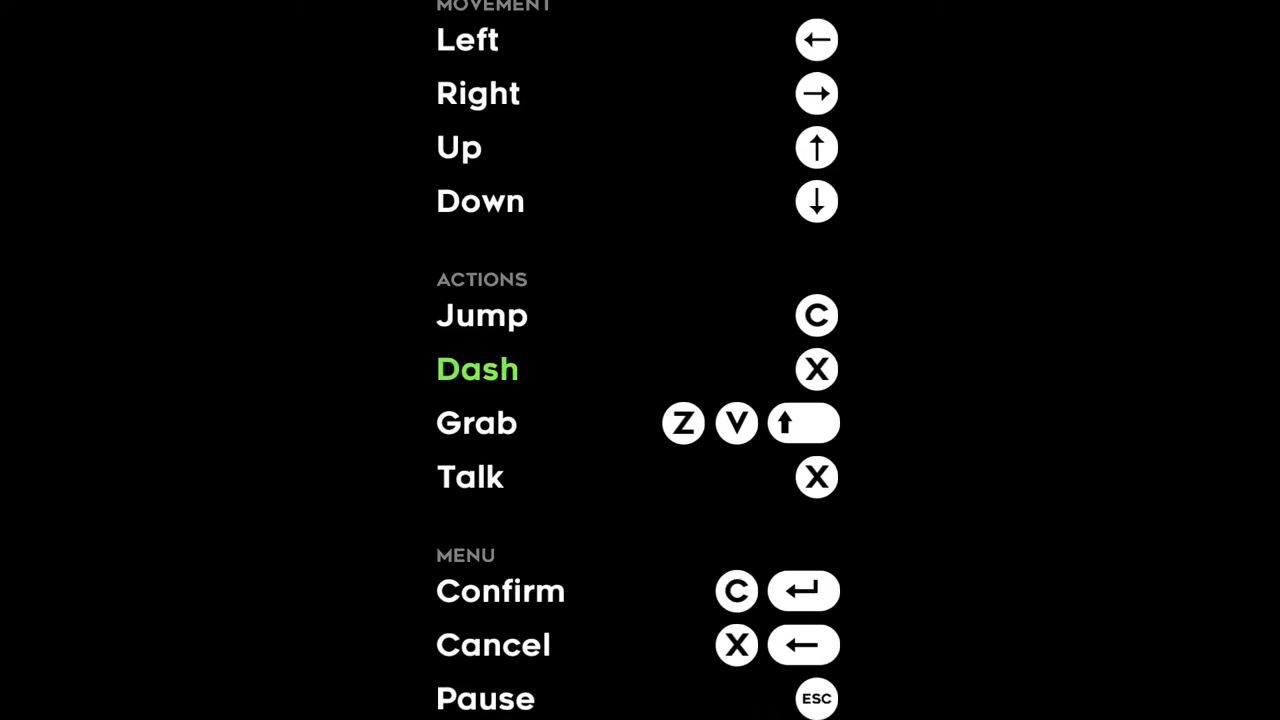 MOVEMENT
Left ←
Right →
Up ↑
Down ↓
ACTIONS
Jump C
Dash X
Grab Z V ⬆
Talk X
MENU
Confirm C ↵
Cancel X ←
Pause ESC